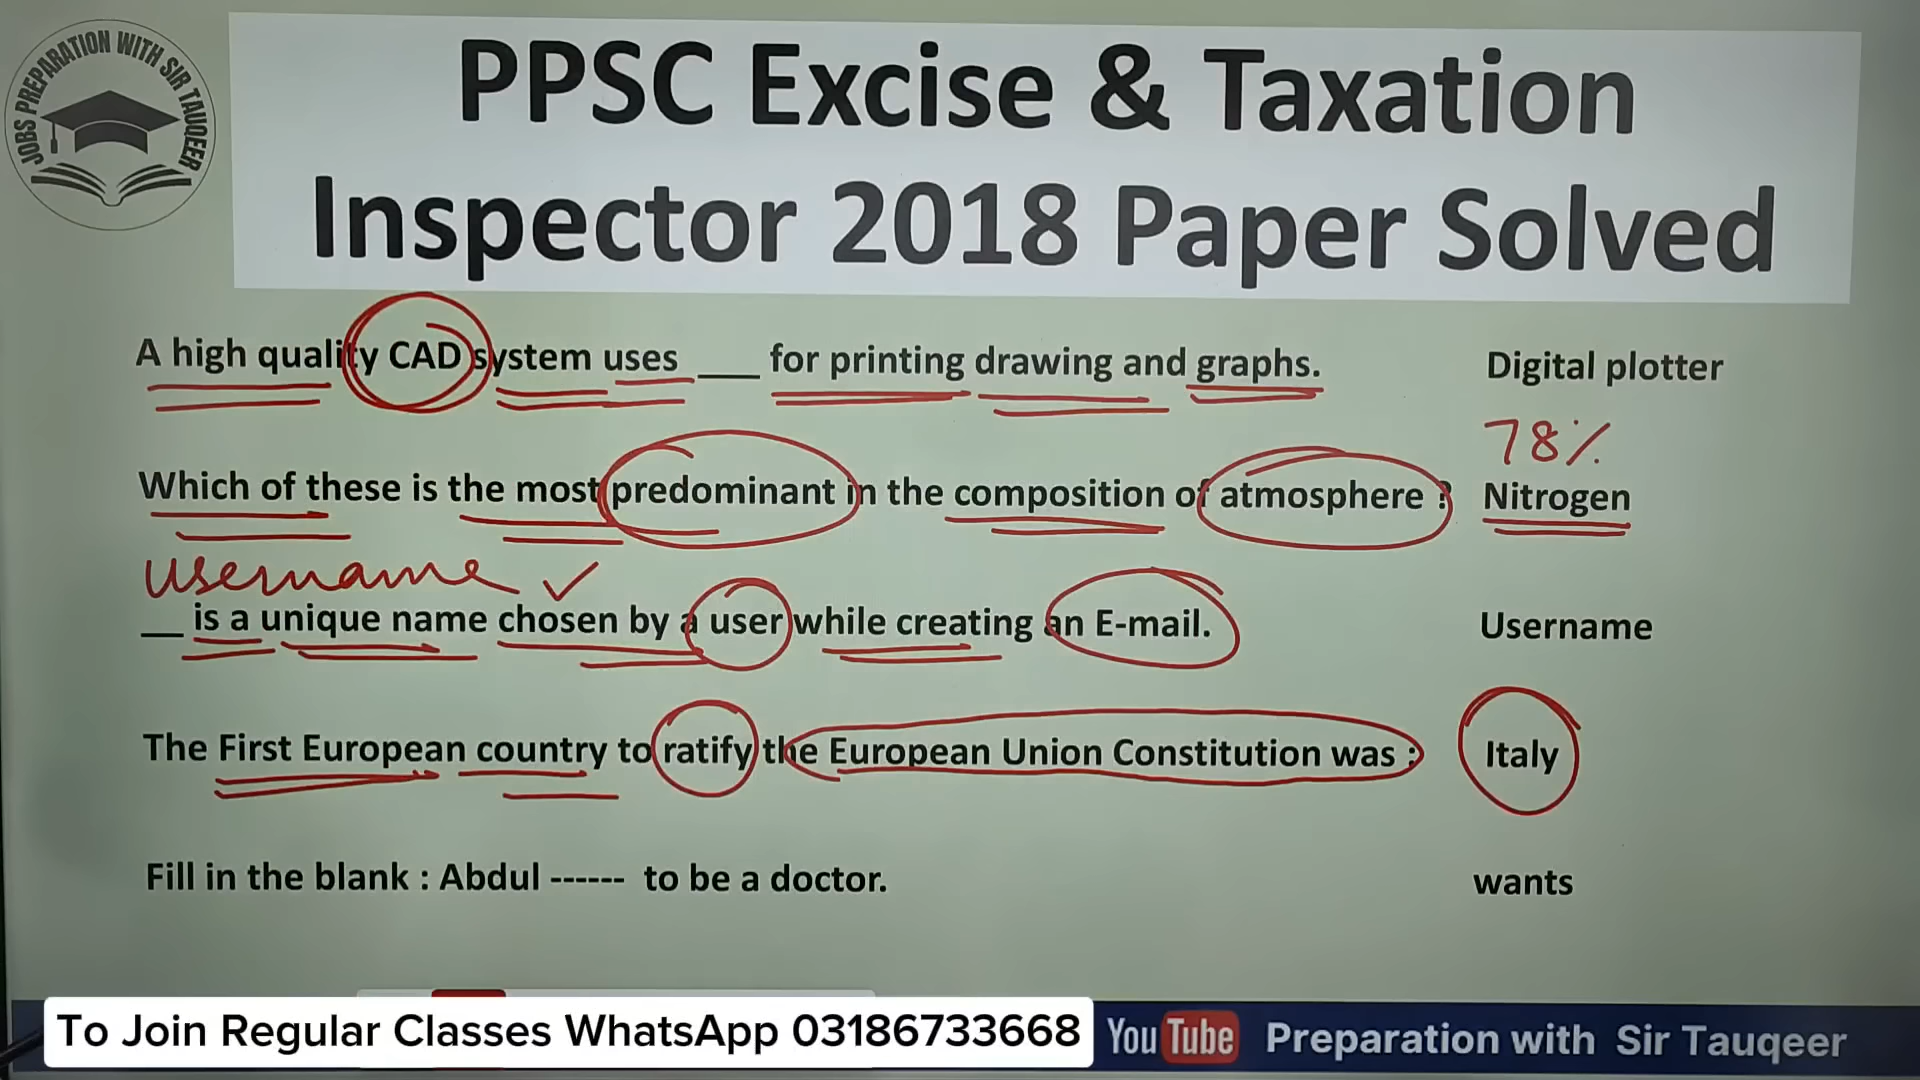 JOBS PREPARATION WITH SIR TAUQEER
PPSC Excise & Taxation
Inspector 2018 Paper Solved
A high quality CAD system uses ___ for printing drawing and graphs. Digital plotter
78%
Which of these is the most predominant in the composition of atmosphere ? Nitrogen
Username ✓
__ is a unique name chosen by a user while creating an E-mail. Username
The First European country to ratify the European Union Constitution was : Italy
Fill in the blank : Abdul ------ to be a doctor. wants
To Join Regular Classes WhatsApp 03186733668 YouTube Preparation with Sir Tauqeer